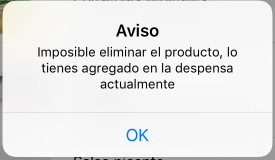 Aviso
Imposible eliminar el producto, lo
tienes agregado en la despensa
actualmente
OK